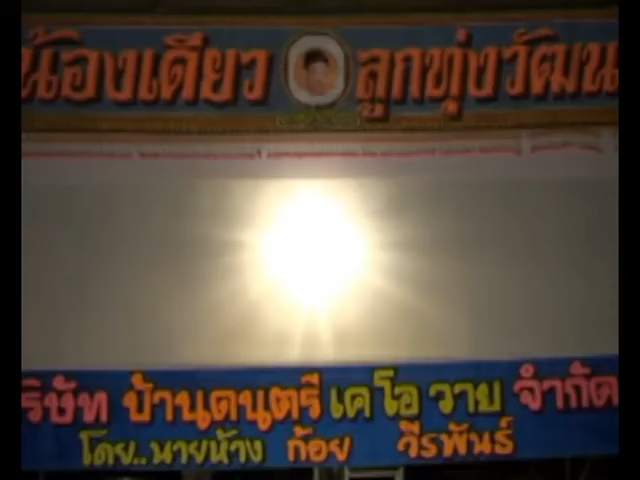 น้องเดียว ลูกทุ่งวัฒน
ริษัท บ้านดนตรี เค โอ วาย จำกัด
โดย..นายห้าง ก้อย วีรพันธ์